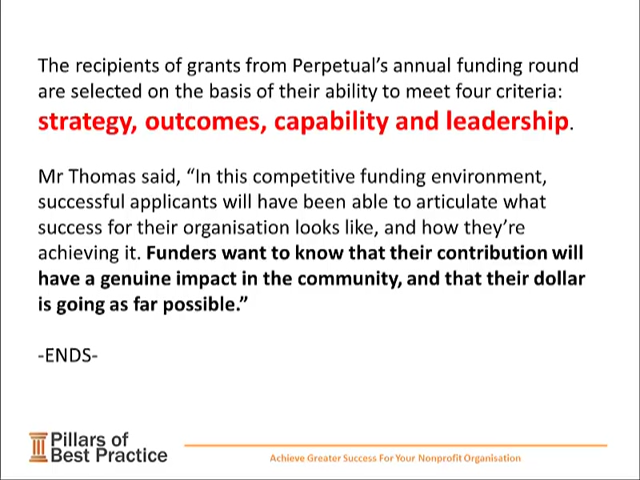 The recipients of grants from Perpetual’s annual funding round
are selected on the basis of their ability to meet four criteria:
strategy, outcomes, capability and leadership.
Mr Thomas said, “In this competitive funding environment,
successful applicants will have been able to articulate what
success for their organisation looks like, and how they’re
achieving it. Funders want to know that their contribution will
have a genuine impact in the community, and that their dollar
is going as far possible.”
-ENDS-
Pillars of
Best Practice
Achieve Greater Success For Your Nonprofit Organisation